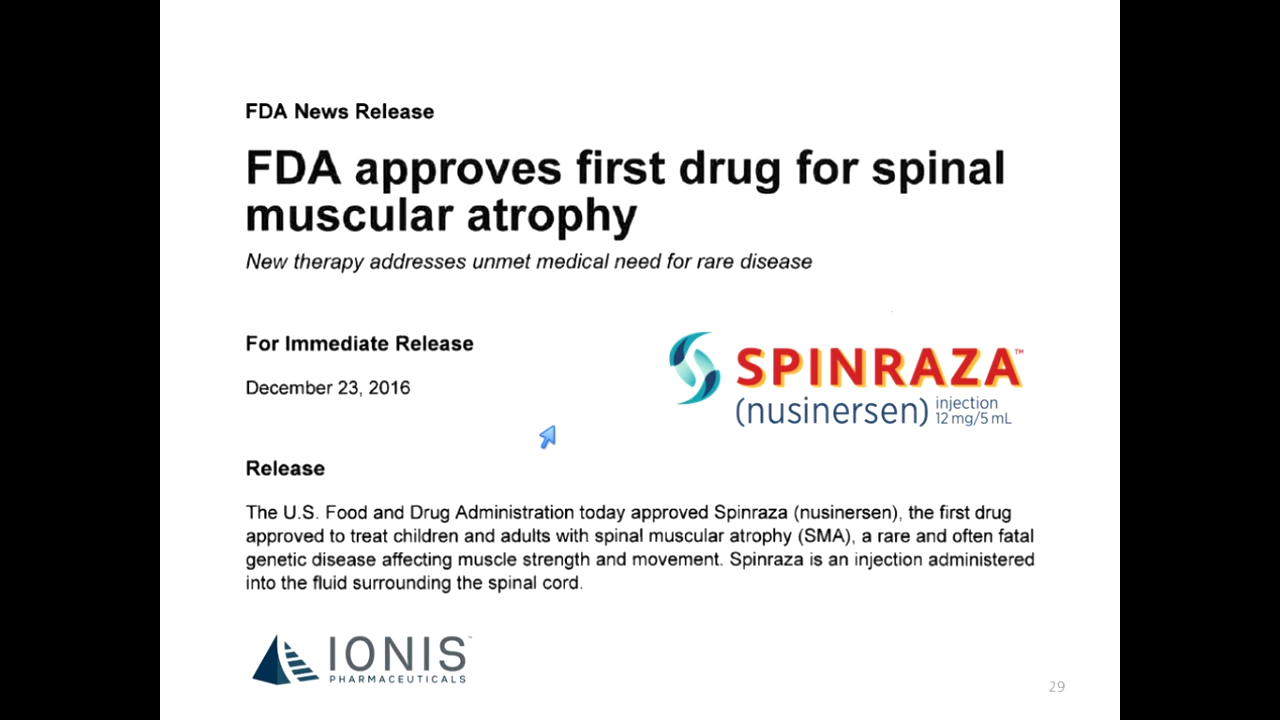 FDA News Release
FDA approves first drug for spinal
muscular atrophy
New therapy addresses unmet medical need for rare disease
For Immediate Release
December 23, 2016
SPINRAZA™
(nusinersen) injection
12 mg/5 mL
Release
The U.S. Food and Drug Administration today approved Spinraza (nusinersen), the first drug
approved to treat children and adults with spinal muscular atrophy (SMA), a rare and often fatal
genetic disease affecting muscle strength and movement. Spinraza is an injection administered
into the fluid surrounding the spinal cord.
IONIS™
PHARMACEUTICALS
29